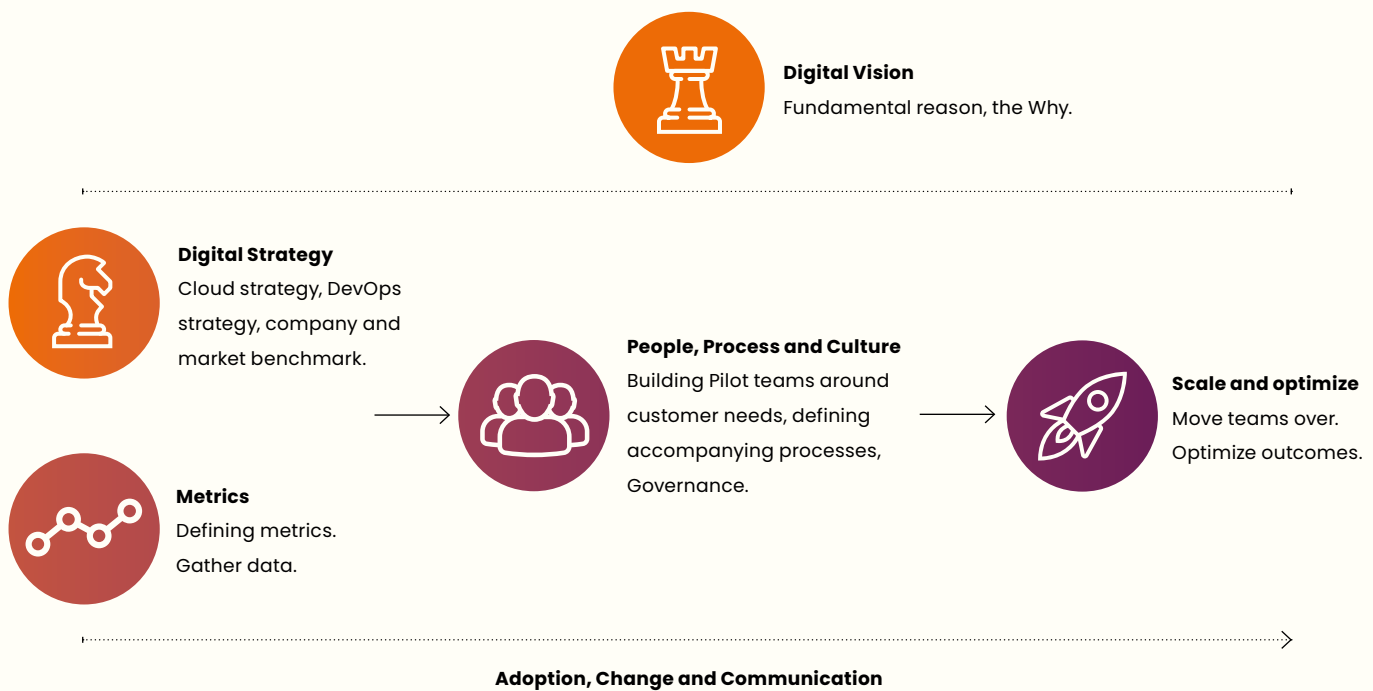 Digital Vision
Fundamental reason, the Why.
Digital Strategy
Cloud strategy, DevOps
strategy, company and
market benchmark.
Metrics
Defining metrics.
Gather data.
People, Process and Culture
Building Pilot teams around
customer needs, defining
accompanying processes,
Governance.
Scale and optimize
Move teams over.
Optimize outcomes.
Adoption, Change and Communication